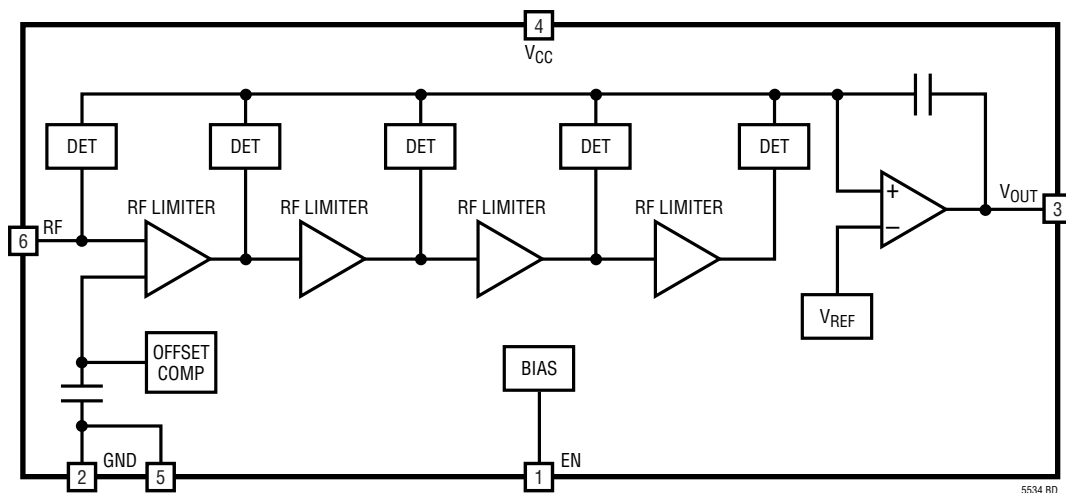 4
VCC
DET DET DET DET DET
RF LIMITER RF LIMITER RF LIMITER RF LIMITER
6 RF
+
−
VOUT 3
VREF
OFFSET
COMP
BIAS
2 GND 5
1 EN
5534 BD